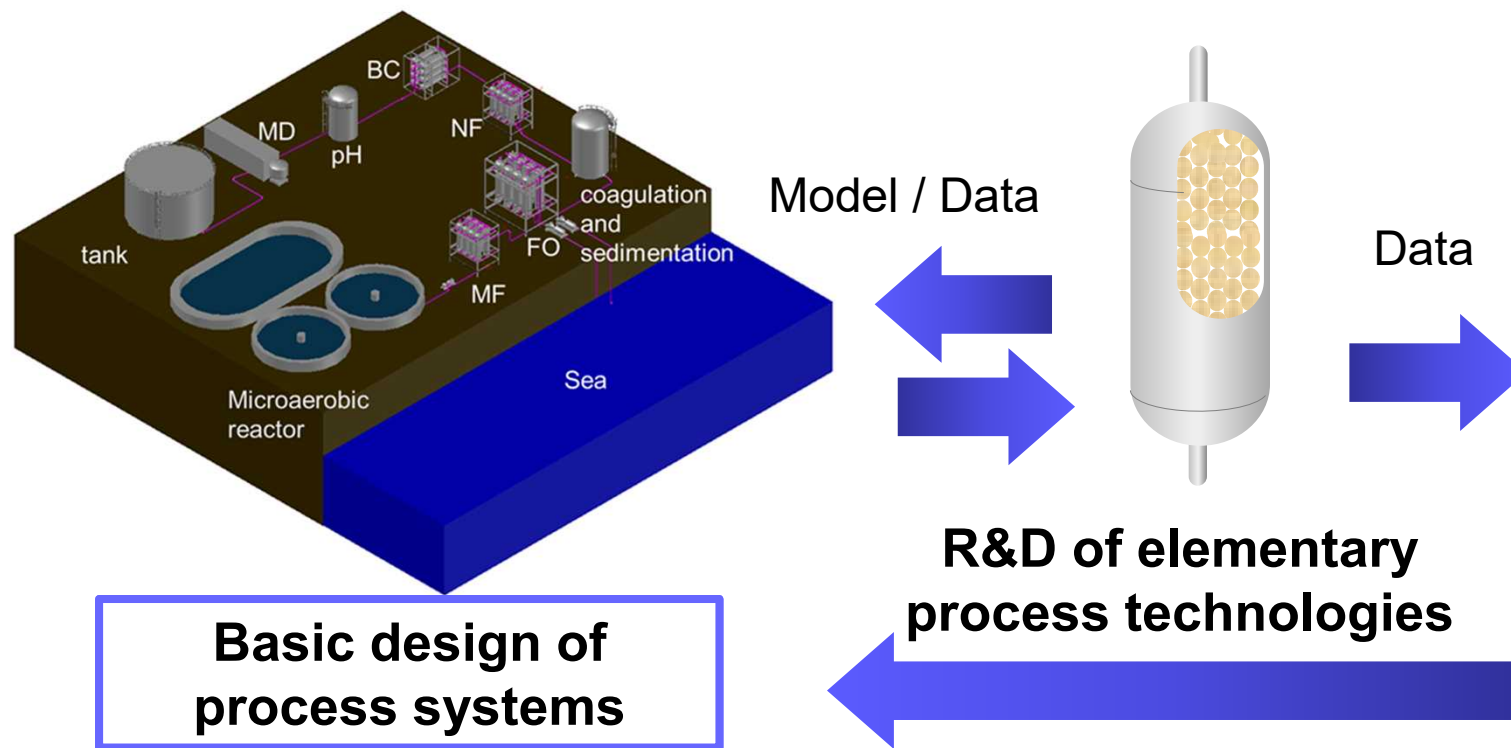 BC
MD
NF
pH
coagulation
and
sedimentation
tank
FO
MF
Sea
Microaerobic
reactor
Model / Data
Data
R&D of elementary
process technologies
Basic design of
process systems